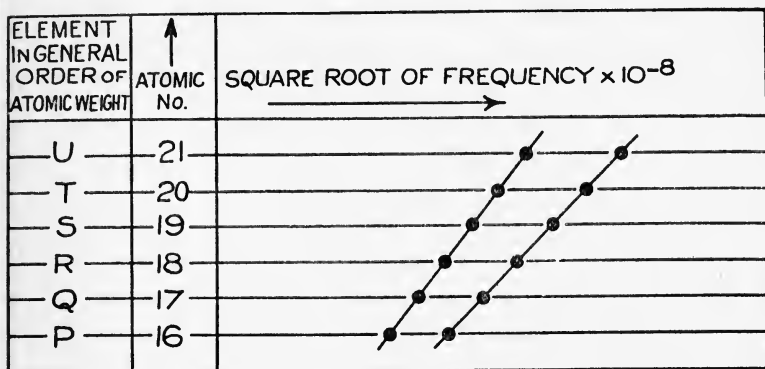 ELEMENT
IN GENERAL
ORDER OF
ATOMIC WEIGHT
ATOMIC
No.
SQUARE ROOT OF FREQUENCY × 10-8
U 21
T 20
S 19
R 18
Q 17
P 16